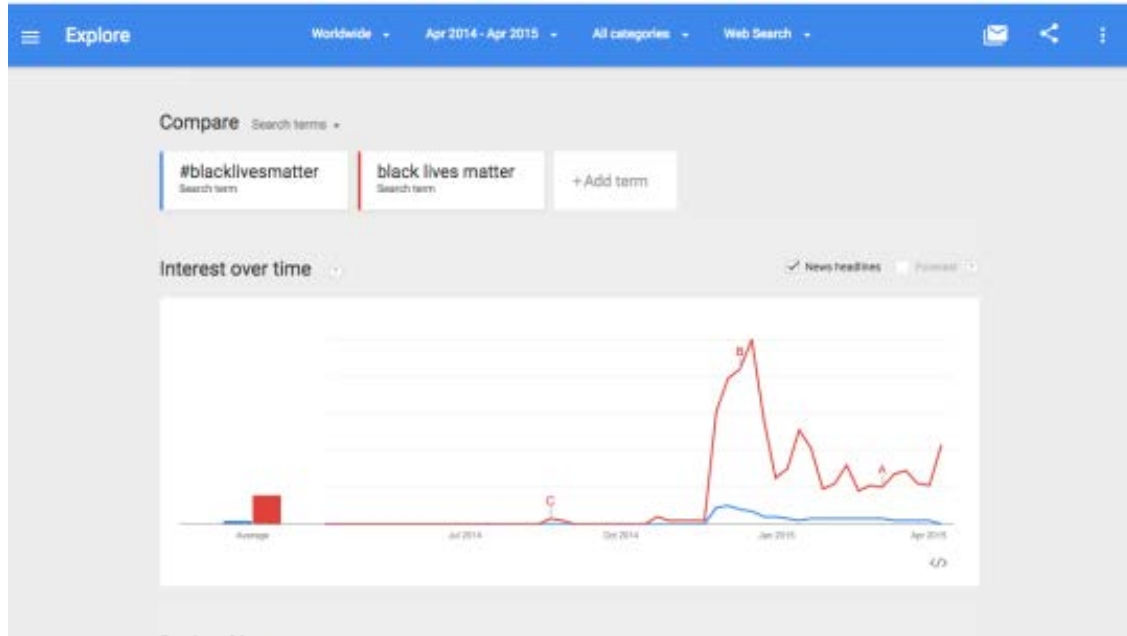 Explore Worldwide Apr 2014 - Apr 2015 All categories Web Search
Compare Search terms
#blacklivesmatter black lives matter +Add term
Search term Search term
Interest over time ? News headlines Forecast ?
B
A
C
Average Jul 2014 Oct 2014 Jan 2015 Apr 2015
</>